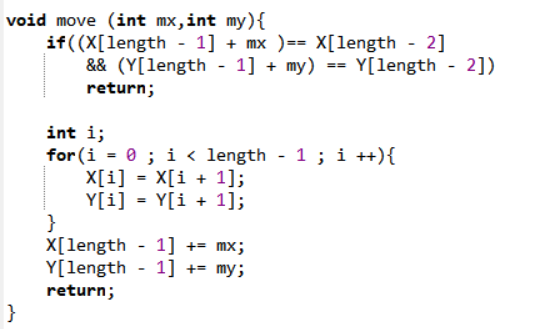 void move (int mx,int my){
    if((X[length - 1] + mx )== X[length - 2]
        && (Y[length - 1] + my) == Y[length - 2])
        return;

    int i;
    for(i = 0 ; i < length - 1 ; i ++){
        X[i] = X[i + 1];
        Y[i] = Y[i + 1];
    }
    X[length - 1] += mx;
    Y[length - 1] += my;
    return;
}